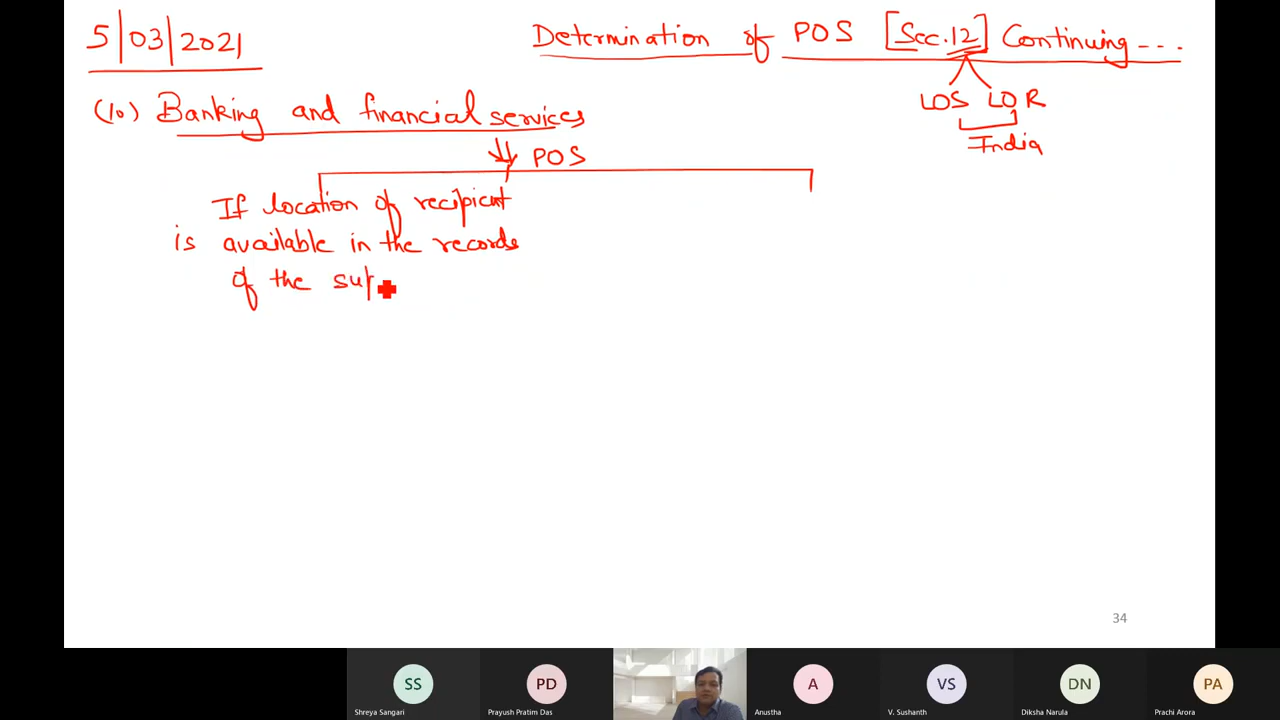 5/03/2021
Determination of POS [Sec.12] Continuing ---
LOS LOR
India
(10) Banking and financial services
POS
If location of recipient
is available in the records
of the sup
34
SS PD A VS DN PA
Shreya Sangari Prayush Pratim Das Anustha V. Sushanth Diksha Narula Prachi Arora